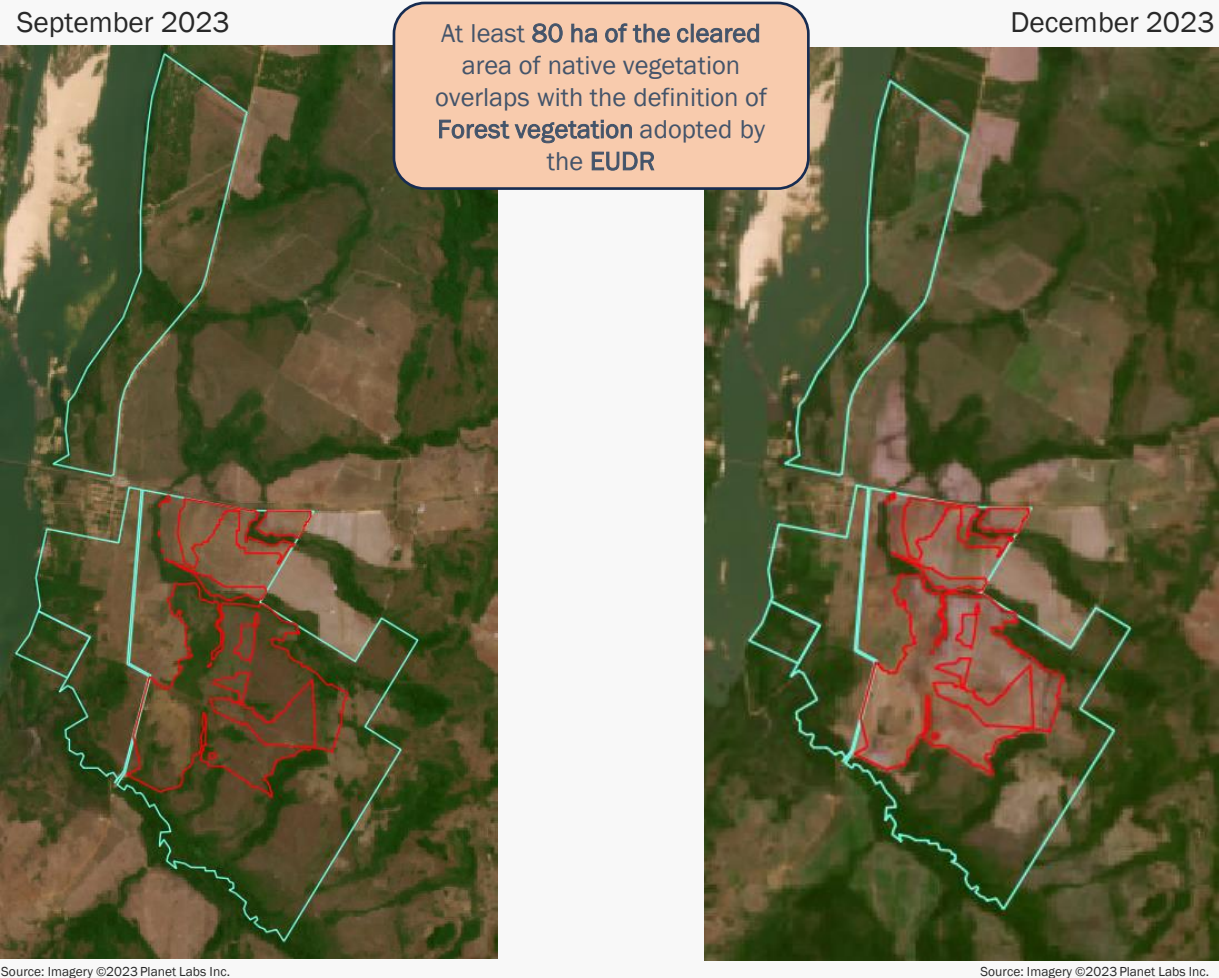 September 2023
At least 80 ha of the cleared
area of native vegetation
overlaps with the definition of
Forest vegetation adopted by
the EUDR
December 2023
Source: Imagery ©2023 Planet Labs Inc.
Source: Imagery ©2023 Planet Labs Inc.